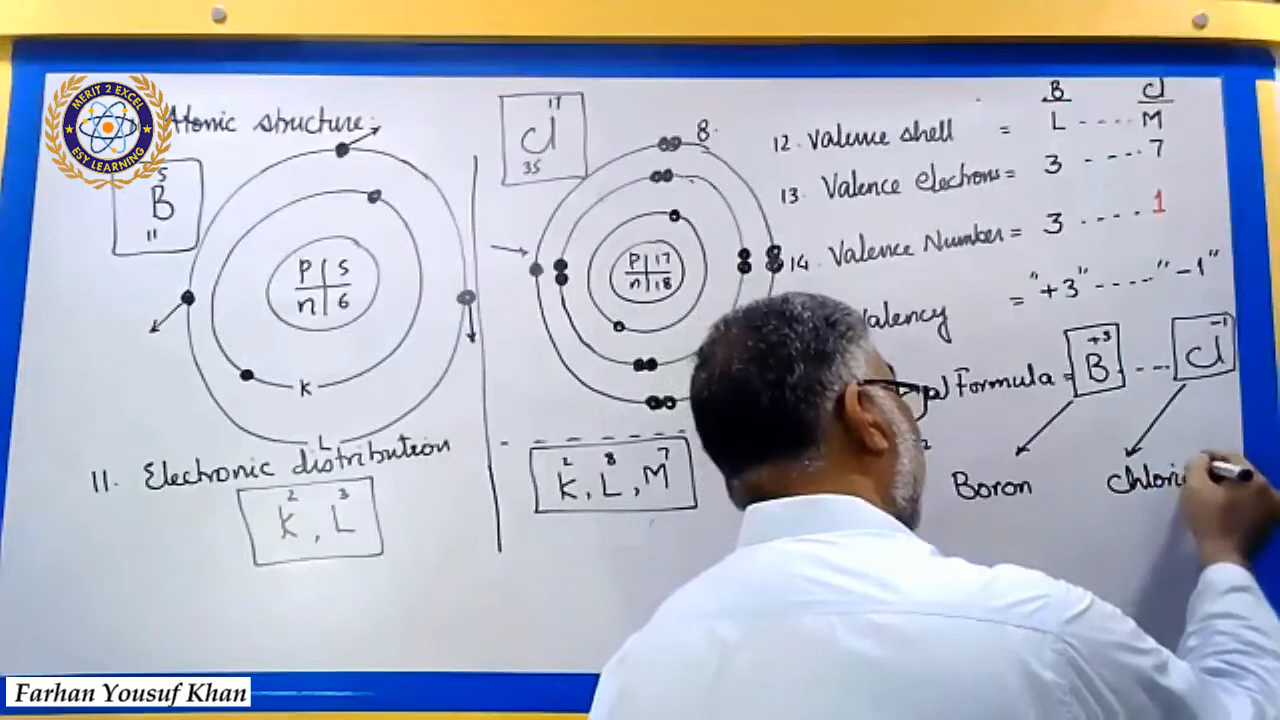 MERIT 2 EXCEL
ESY LEARNING
Atomic structure:
5
B
11
P 5
n 6
K
L
11. Electronic distribution
2 3
K, L
17
Cl
35
8
P 17
n 18
2 8 7
K, L, M
B Cl
12. Valence shell = L ---- M
13. Valence electrons = 3 ---- 7
14. Valence Number = 3 ---- 1
Valency = "+3" ---- "-1"
Formula = B+3 --- Cl-1
Boron Chlori
Farhan Yousuf Khan